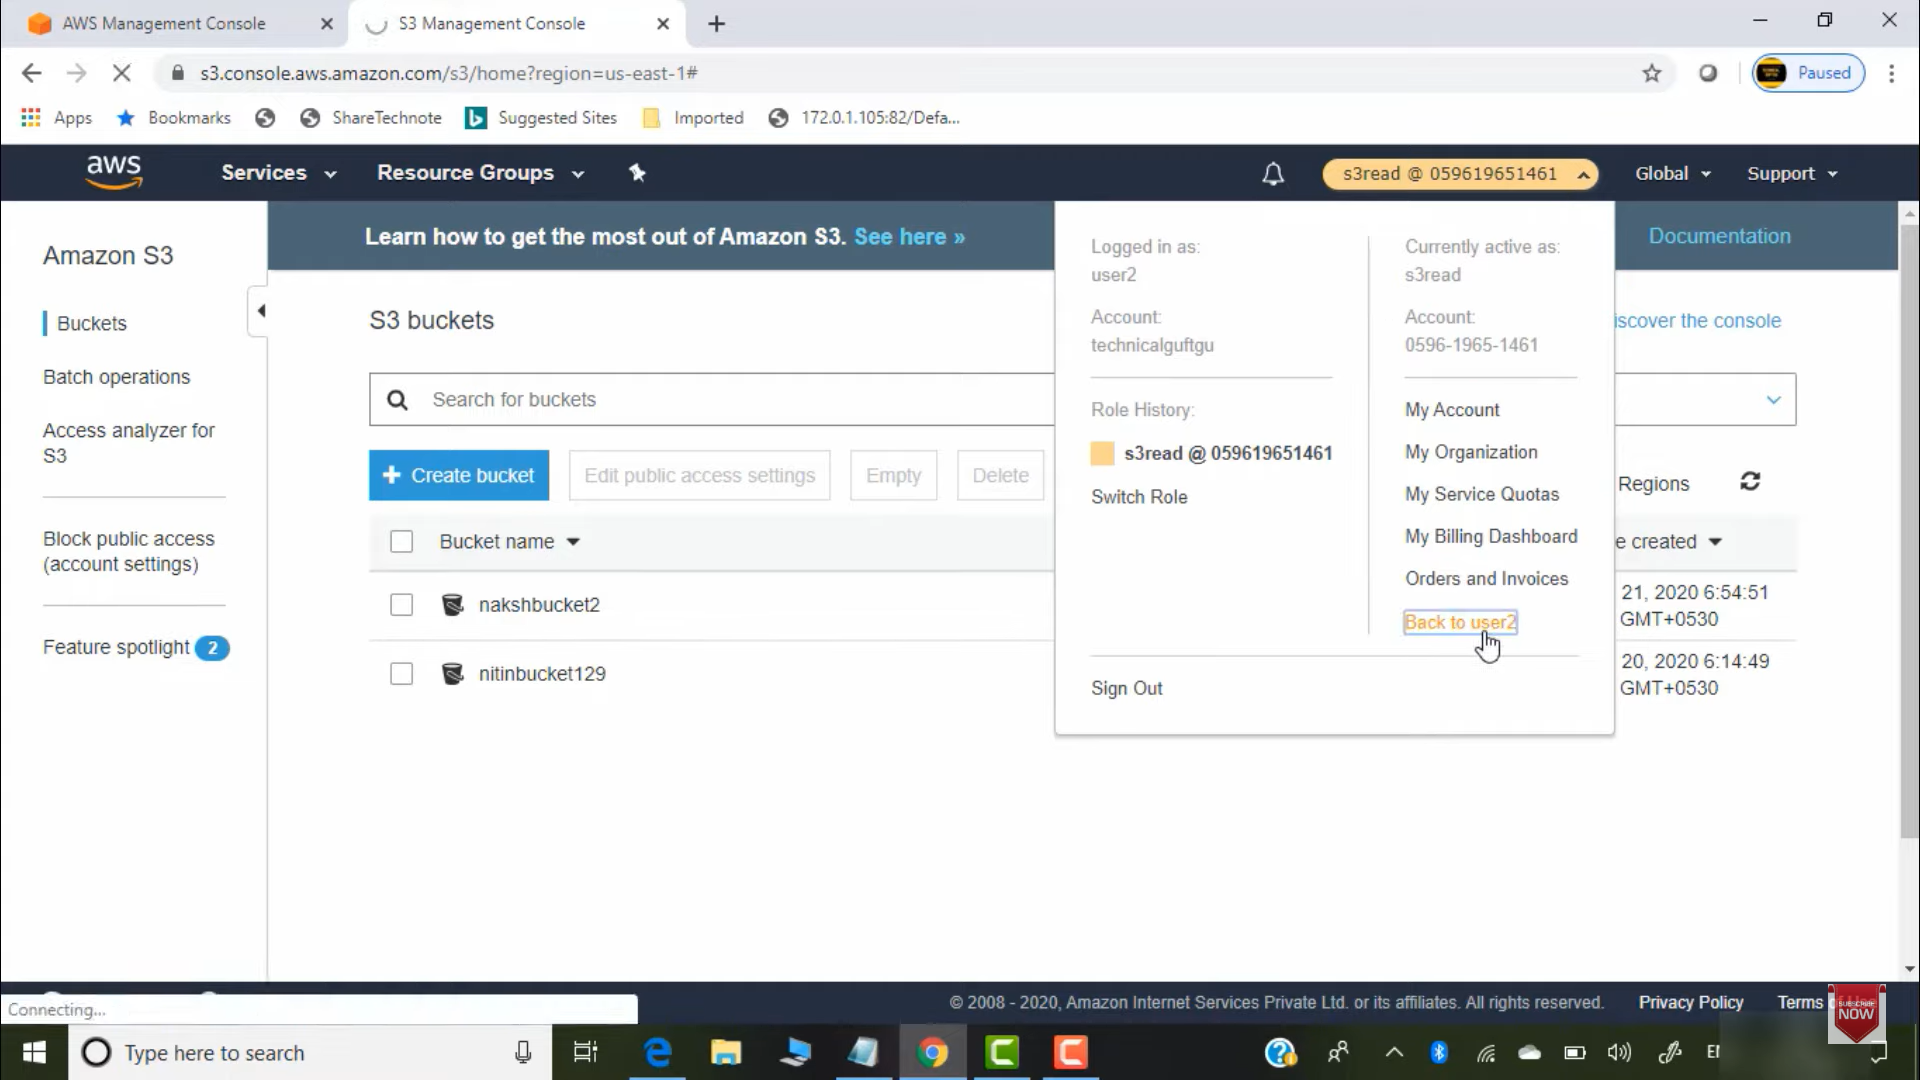 AWS Management Console
S3 Management Console
s3.console.aws.amazon.com/s3/home?region=us-east-1#
Paused
Apps
Bookmarks
ShareTechnote
Suggested Sites
Imported
172.0.1.105:82/Defa...
aws
Services
Resource Groups
s3read @ 059619651461
Global
Support
Amazon S3
Buckets
Batch operations
Access analyzer for
S3
Block public access
(account settings)
Feature spotlight 2
Learn how to get the most out of Amazon S3. See here »
Documentation
S3 buckets
iscover the console
Search for buckets
+ Create bucket
Edit public access settings
Empty
Delete
Regions
Bucket name
e created
nakshbucket2
21, 2020 6:54:51
GMT+0530
nitinbucket129
20, 2020 6:14:49
GMT+0530
Logged in as:
user2
Account:
technicalguftgu
Role History:
s3read @ 059619651461
Switch Role
Currently active as:
s3read
Account:
0596-1965-1461
My Account
My Organization
My Service Quotas
My Billing Dashboard
Orders and Invoices
Back to user2
Sign Out
Connecting...
© 2008 - 2020, Amazon Internet Services Private Ltd. or its affiliates. All rights reserved.
Privacy Policy
Terms
SUBSCRIBE
NOW
Type here to search